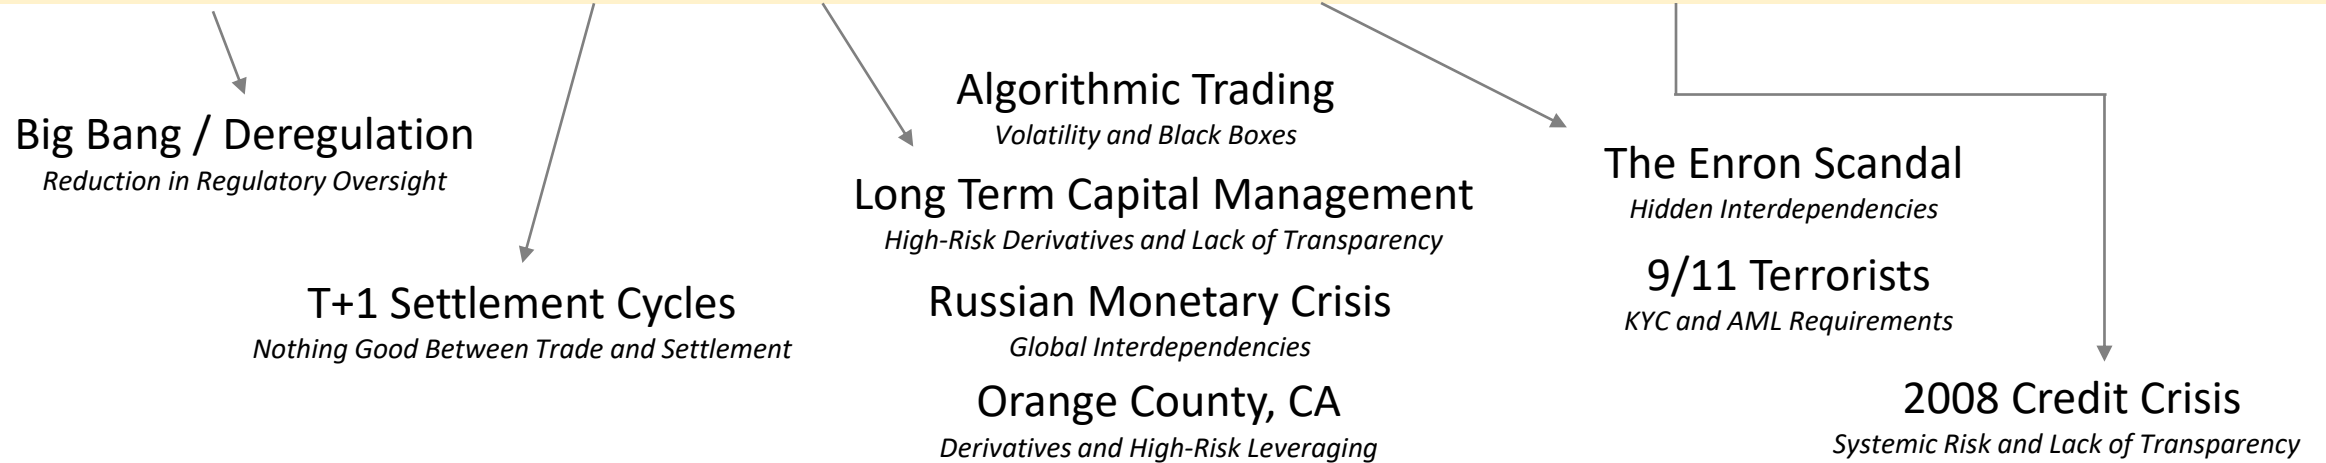 Big Bang / Deregulation
Reduction in Regulatory Oversight
T+1 Settlement Cycles
Nothing Good Between Trade and Settlement
Algorithmic Trading
Volatility and Black Boxes
Long Term Capital Management
High-Risk Derivatives and Lack of Transparency
Russian Monetary Crisis
Global Interdependencies
Orange County, CA
Derivatives and High-Risk Leveraging
The Enron Scandal
Hidden Interdependencies
9/11 Terrorists
KYC and AML Requirements
2008 Credit Crisis
Systemic Risk and Lack of Transparency